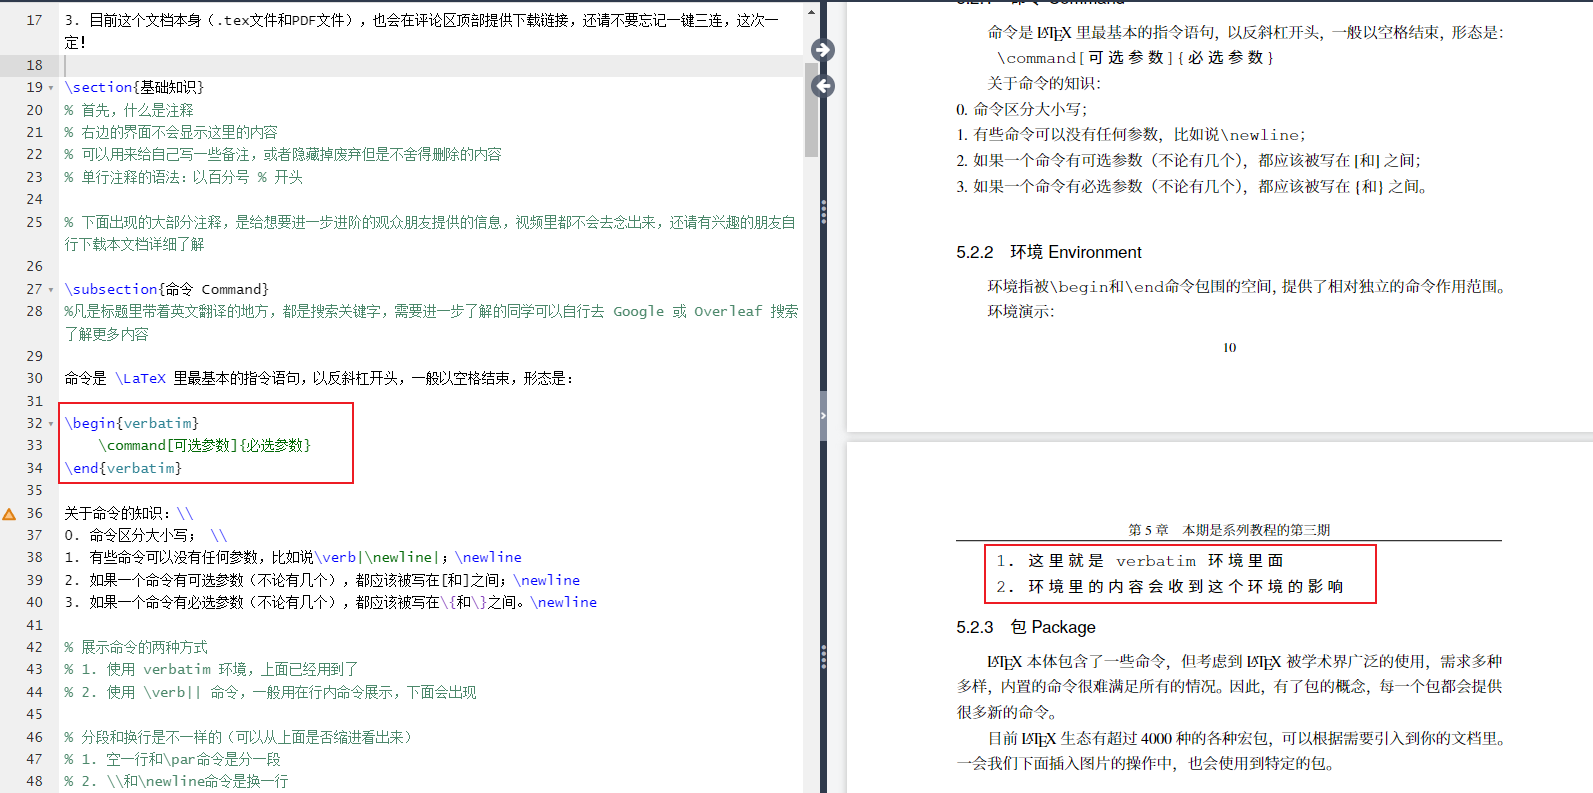 17 3. 目前这个文档本身（.tex文件和PDF文件），也会在评论区顶部提供下载链接，还请不要忘记一键三连，这次一
定！
18
19 \section{基础知识}
20 % 首先，什么是注释
21 % 右边的界面不会显示这里的内容
22 % 可以用来给自己写一些备注，或者隐藏掉废弃但是不舍得删除的内容
23 % 单行注释的语法：以百分号 % 开头
24
25 % 下面出现的大部分注释，是给想要进一步进阶的观众朋友提供的信息，视频里都不会去念出来，还请有兴趣的朋友自
行下载本文档详细了解
26
27 \subsection{命令 Command}
28 %凡是标题里带着英文翻译的地方，都是搜索关键字，需要进一步了解的同学可以自行去 Google 或 Overleaf 搜索
了解更多内容
29
30 命令是 \LaTeX 里最基本的指令语句，以反斜杠开头，一般以空格结束，形态是：
31
32 \begin{verbatim}
33 \command[可选参数]{必选参数}
34 \end{verbatim}
35
36 关于命令的知识：\\
37 0. 命令区分大小写； \\
38 1. 有些命令可以没有任何参数，比如说\verb|\newline|；\newline
39 2. 如果一个命令有可选参数（不论有几个），都应该被写在[和]之间；\newline
40 3. 如果一个命令有必选参数（不论有几个），都应该被写在\{和\}之间。\newline
41
42 % 展示命令的两种方式
43 % 1. 使用 verbatim 环境，上面已经用到了
44 % 2. 使用 \verb|| 命令，一般用在行内命令展示，下面会出现
45
46 % 分段和换行是不一样的（可以从上面是否缩进看出来）
47 % 1. 空一行和\par命令是分一段
48 % 2. \\和\newline命令是换一行
命令是 LATEX 里最基本的指令语句，以反斜杠开头，一般以空格结束，形态是：
\command[可选参数]{必选参数}
关于命令的知识：
0. 命令区分大小写；
1. 有些命令可以没有任何参数，比如说\newline；
2. 如果一个命令有可选参数（不论有几个），都应该被写在 [和] 之间；
3. 如果一个命令有必选参数（不论有几个），都应该被写在 {和} 之间。
5.2.2 环境 Environment
环境指被\begin和\end命令包围的空间，提供了相对独立的命令作用范围。
环境演示：
10
第 5 章 本期是系列教程的第三期
1. 这里就是 verbatim 环境里面
2. 环境里的内容会收到这个环境的影响
5.2.3 包 Package
LATEX 本体包含了一些命令，但考虑到 LATEX 被学术界广泛的使用，需求多种
多样，内置的命令很难满足所有的情况。因此，有了包的概念，每一个包都会提供
很多新的命令。
目前 LATEX 生态有超过 4000 种的各种宏包，可以根据需要引入到你的文档里。
一会我们下面插入图片的操作中，也会使用到特定的包。